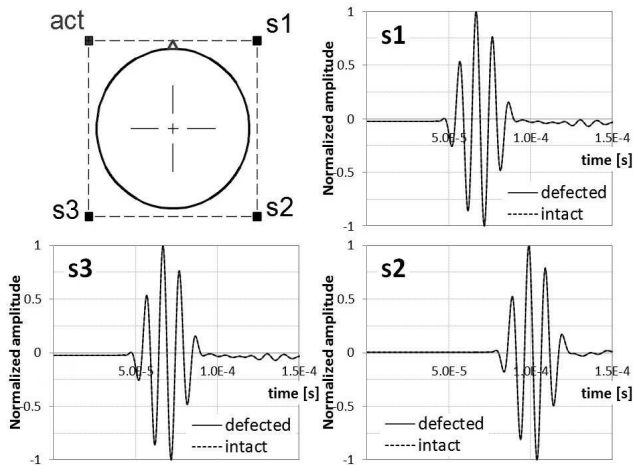 act
s1
s3
s2
s1
Normalized amplitude
1
0.5
0
-0.5
-1
5.0E-5
1.0E-4
1.5E-4
time [s]
defected
intact
s3
Normalized amplitude
1
0.5
0
-0.5
-1
5.0E-5
1.0E-4
1.5E-4
time [s]
defected
intact
s2
Normalized amplitude
1
0.5
0
-0.5
-1
5.0E-5
1.0E-4
1.5E-4
time [s]
defected
intact